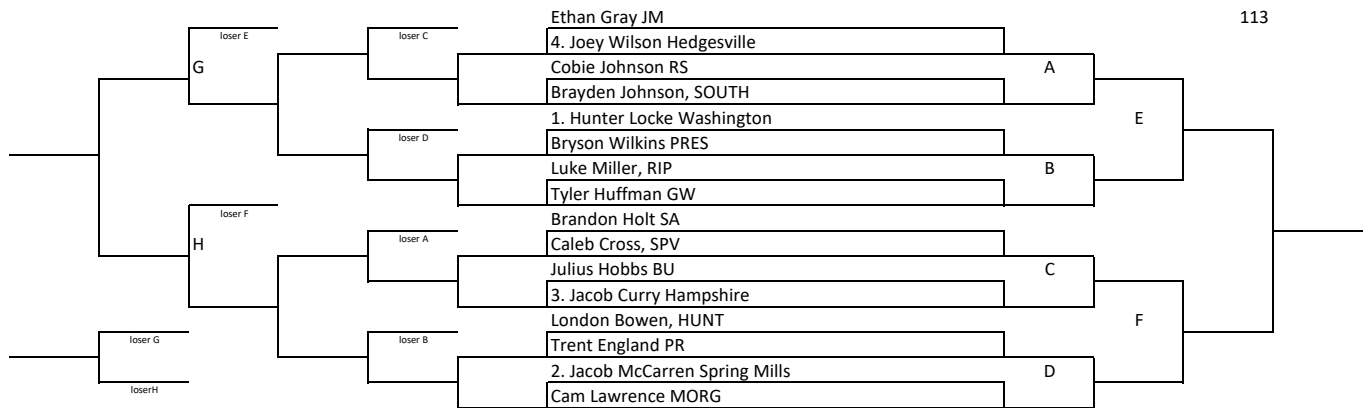 Ethan Gray JM 113
loser E loser C
4. Joey Wilson Hedgesville
G Cobie Johnson RS A
Brayden Johnson, SOUTH
1. Hunter Locke Washington E
loser D
Bryson Wilkins PRES
Luke Miller, RIP B
Tyler Huffman GW
loser F
Brandon Holt SA
loser A
H Caleb Cross, SPV
Julius Hobbs BU C
3. Jacob Curry Hampshire
London Bowen, HUNT F
loser G loser B
Trent England PR
2. Jacob McCarren Spring Mills D
loserH
Cam Lawrence MORG